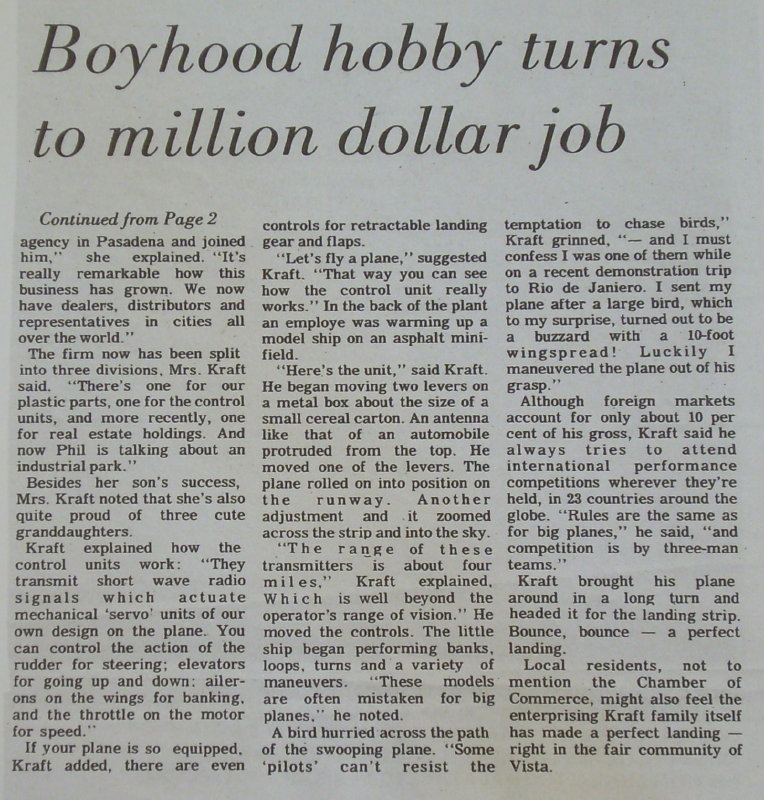 Boyhood hobby turns
to million dollar job
Continued from Page 2
agency in Pasadena and joined
him," she explained. "It's
really remarkable how this
business has grown. We now
have dealers, distributors and
representatives in cities all
over the world."
The firm now has been split
into three divisions, Mrs. Kraft
said. "There's one for our
plastic parts, one for the control
units, and more recently, one
for real estate holdings. And
now Phil is talking about an
industrial park."
Besides her son's success,
Mrs. Kraft noted that she's also
quite proud of three cute
granddaughters.
Kraft explained how the
control units work: "They
transmit short wave radio
signals which actuate
mechanical 'servo' units of our
own design on the plane. You
can control the action of the
rudder for steering; elevators
for going up and down; ailer-
ons on the wings for banking,
and the throttle on the motor
for speed."
If your plane is so equipped,
Kraft added, there are even
controls for retractable landing
gear and flaps.
"Let's fly a plane," suggested
Kraft. "That way you can see
how the control unit really
works." In the back of the plant
an employe was warming up a
model ship on an asphalt mini-
field.
"Here's the unit," said Kraft.
He began moving two levers on
a metal box about the size of a
small cereal carton. An antenna
like that of an automobile
protruded from the top. He
moved one of the levers. The
plane rolled on into position on
the runway. Another
adjustment and it zoomed
across the strip and into the sky.
"The range of these
transmitters is about four
miles," Kraft explained,
Which is well beyond the
operator's range of vision." He
moved the controls. The little
ship began performing banks,
loops, turns and a variety of
maneuvers. "These models
are often mistaken for big
planes," he noted.
A bird hurried across the path
of the swooping plane. "Some
'pilots' can't resist the
temptation to chase birds,"
Kraft grinned, "— and I must
confess I was one of them while
on a recent demonstration trip
to Rio de Janiero. I sent my
plane after a large bird, which
to my surprise, turned out to be
a buzzard with a 10-foot
wingspread! Luckily I
maneuvered the plane out of his
grasp."
Although foreign markets
account for only about 10 per
cent of his gross, Kraft said he
always tries to attend
international performance
competitions wherever they're
held, in 23 countries around the
globe. "Rules are the same as
for big planes," he said, "and
competition is by three-man
teams."
Kraft brought his plane
around in a long turn and
headed it for the landing strip.
Bounce, bounce — a perfect
landing.
Local residents, not to
mention the Chamber of
Commerce, might also feel the
enterprising Kraft family itself
has made a perfect landing —
right in the fair community of
Vista.